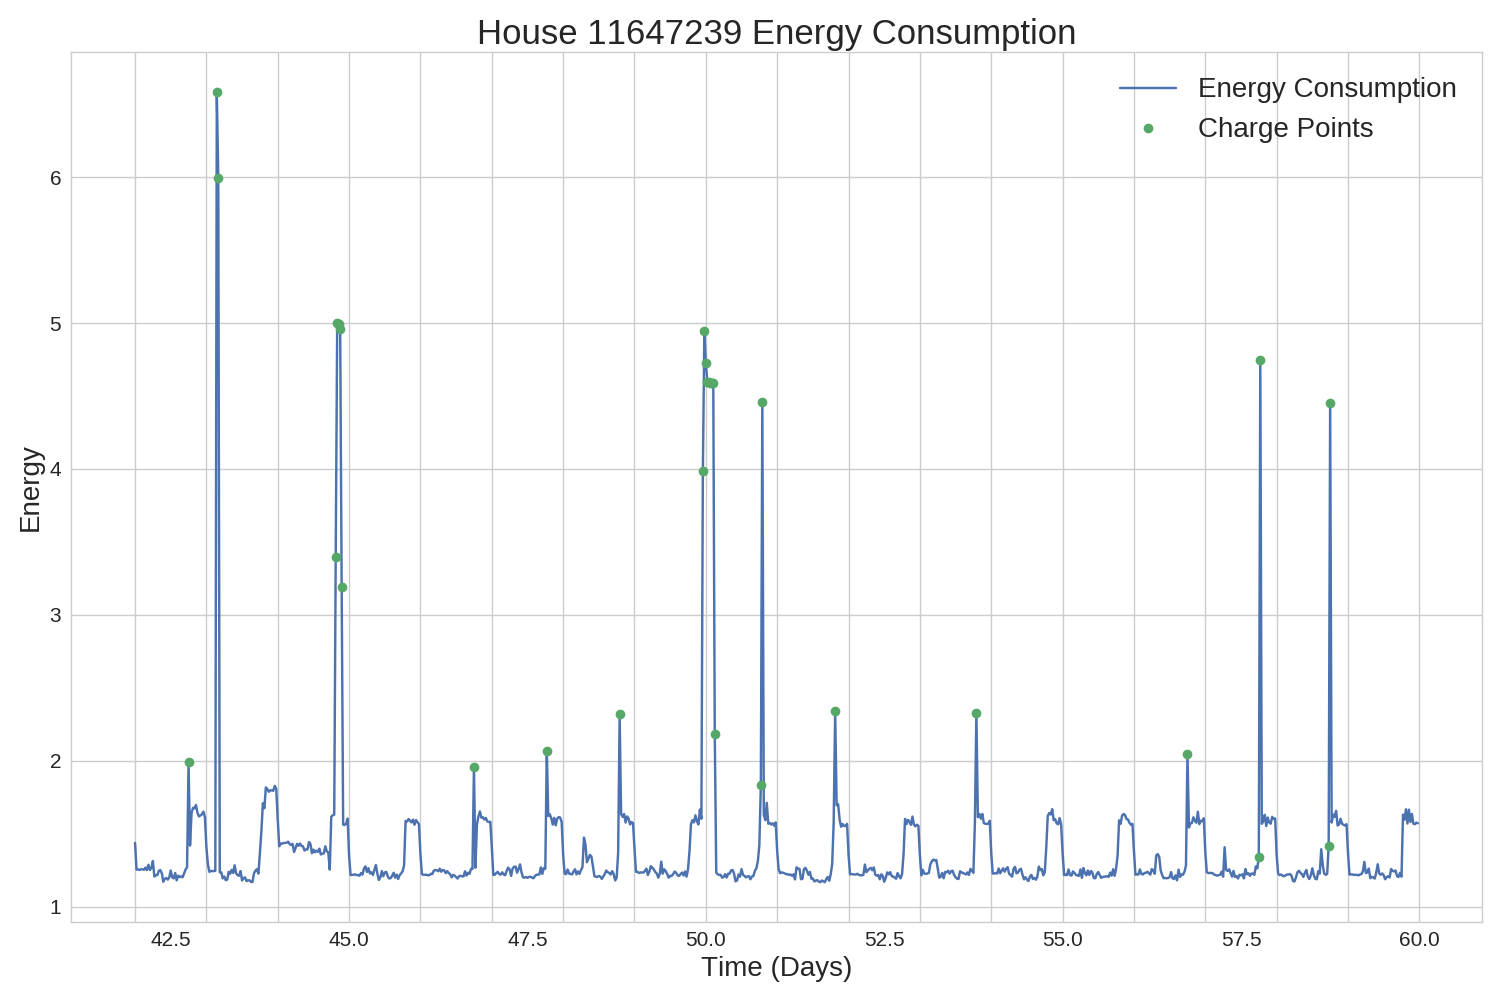 House 11647239 Energy Consumption
Energy Consumption
Charge Points
6
5
4
3
2
1
Energy
42.5 45.0 47.5 50.0 52.5 55.0 57.5 60.0
Time (Days)